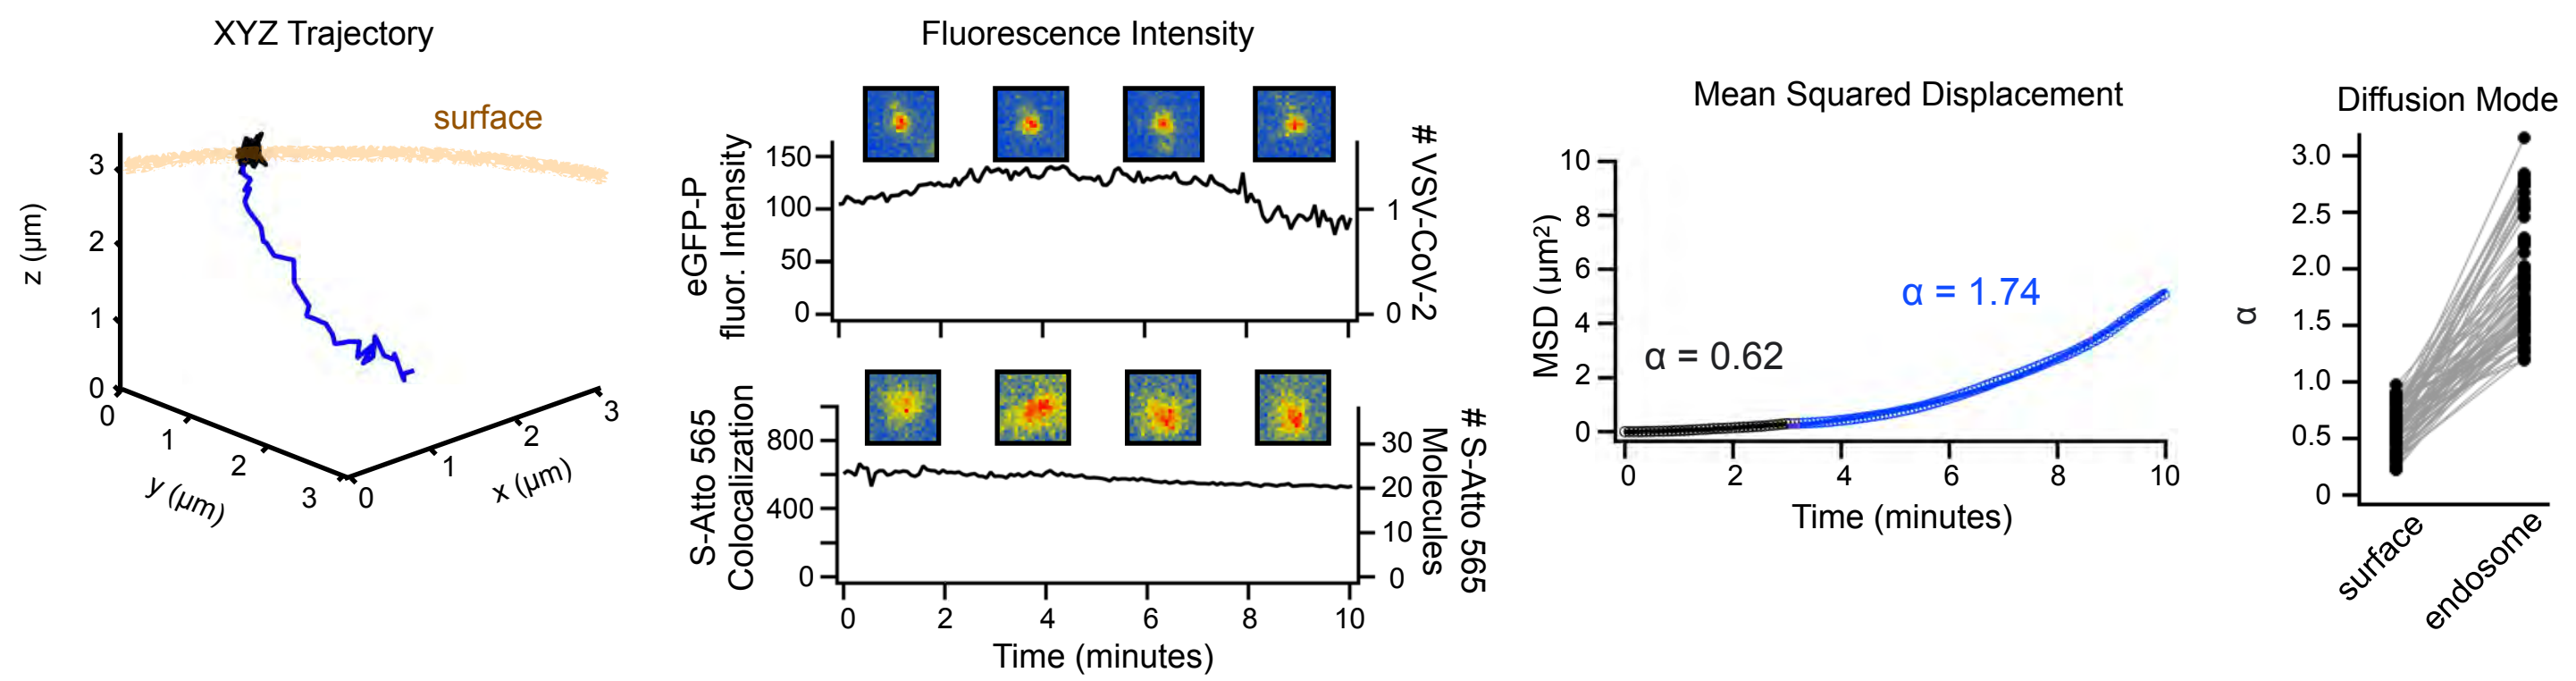 XYZ Trajectory
surface
z (μm)
3
2
1
0
0
1
2
3
y (μm)
0
1
2
3
x (μm)
Fluorescence Intensity
eGFP-P
fluor. Intensity
150
100
50
0
1
0
# VSV-CoV-2
S-Atto 565
Colocalization
800
400
0
30
20
10
0
# S-Atto 565
Molecules
0
2
4
6
8
10
Time (minutes)
Mean Squared Displacement
MSD (μm²)
10
8
6
4
2
0
α = 0.62
α = 1.74
0
2
4
6
8
10
Time (minutes)
Diffusion Mode
α
3.0
2.5
2.0
1.5
1.0
0.5
0
surface
endosome